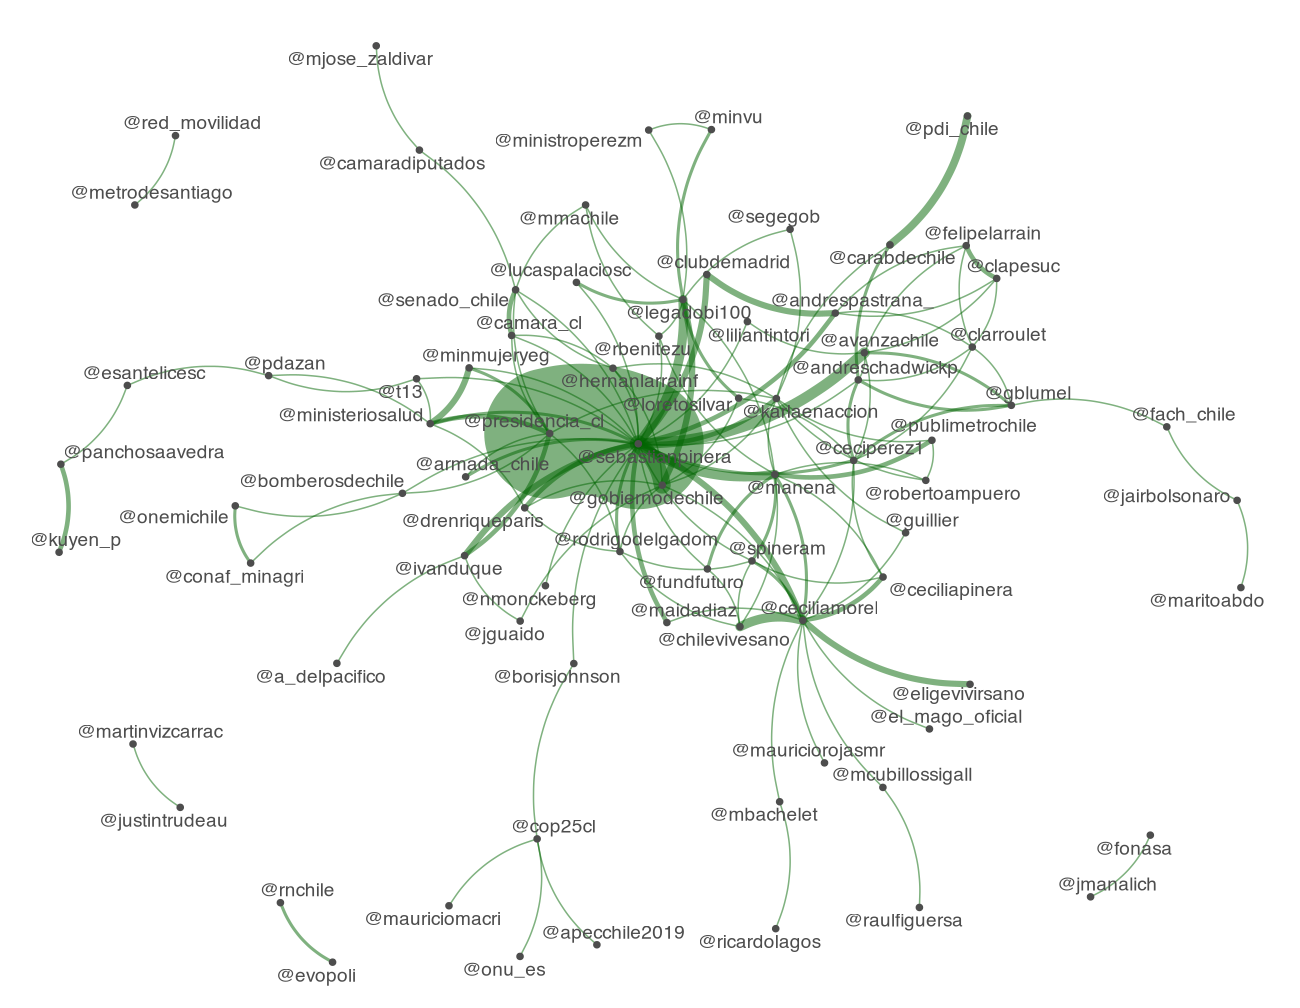 @mjose_zaldivar
@red_movilidad
@minvu
@pdi_chile
@ministroperezm
@camaradiputados
@metrodesantiago
@mmachile
@segegob
@felipelarrain
@carabdechile
@clubdemadrid
@clapesuc
@lucaspalaciosc
@senado_chile
@andrespastrana_
@legadobi100
@camara_cl
@liliantintori
@clarroulet
@avanzachile
@rbenitezu
@minmujeryeg
@pdazan
@esantelicesc
@andreschadwickp
@hernanlarrainf
@t13
@gblumel
@loretosilvar
@karlaenaccion
@fach_chile
@ministeriosalud
@presidencia_cl
@publimetrochile
@ceciperez1
@panchosaavedra
@sebastianpinera
@armada_chile
@bomberosdechile
@manena
@robertoampuero
@jairbolsonaro
@gobiernodechile
@onemichile
@drenriqueparis
@guillier
@kuyen_p
@rodrigodelgadom
@spineram
@ivanduque
@conaf_minagri
@fundfuturo
@ceciliapinera
@nmonckeberg
@maritoabdo
@maidadiaz
@ceciliamorel
@jguaido
@chilevivesano
@a_delpacifico
@borisjohnson
@eligevivirsano
@el_mago_oficial
@martinvizcarrac
@mauriciorojasmr
@mcubillossigall
@mbachelet
@justintrudeau
@cop25cl
@fonasa
@jmanalich
@rnchile
@mauriciomacri
@raulfiguersa
@apecchile2019
@ricardolagos
@onu_es
@evopoli